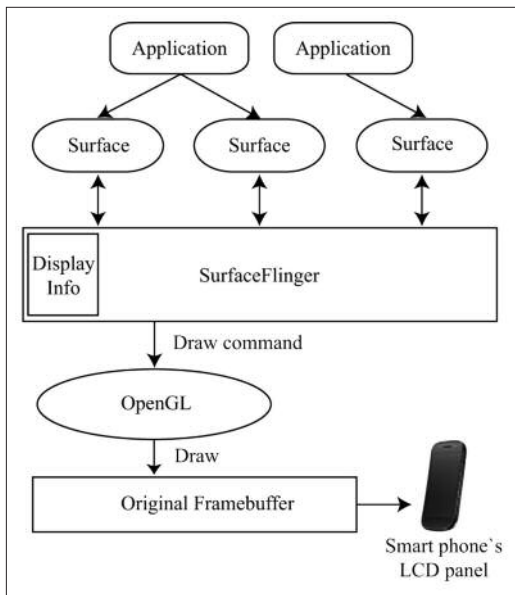 Application
Application
Surface
Surface
Surface
Display
Info
SurfaceFlinger
Draw command
OpenGL
Draw
Original Framebuffer
Smart phone`s
LCD panel